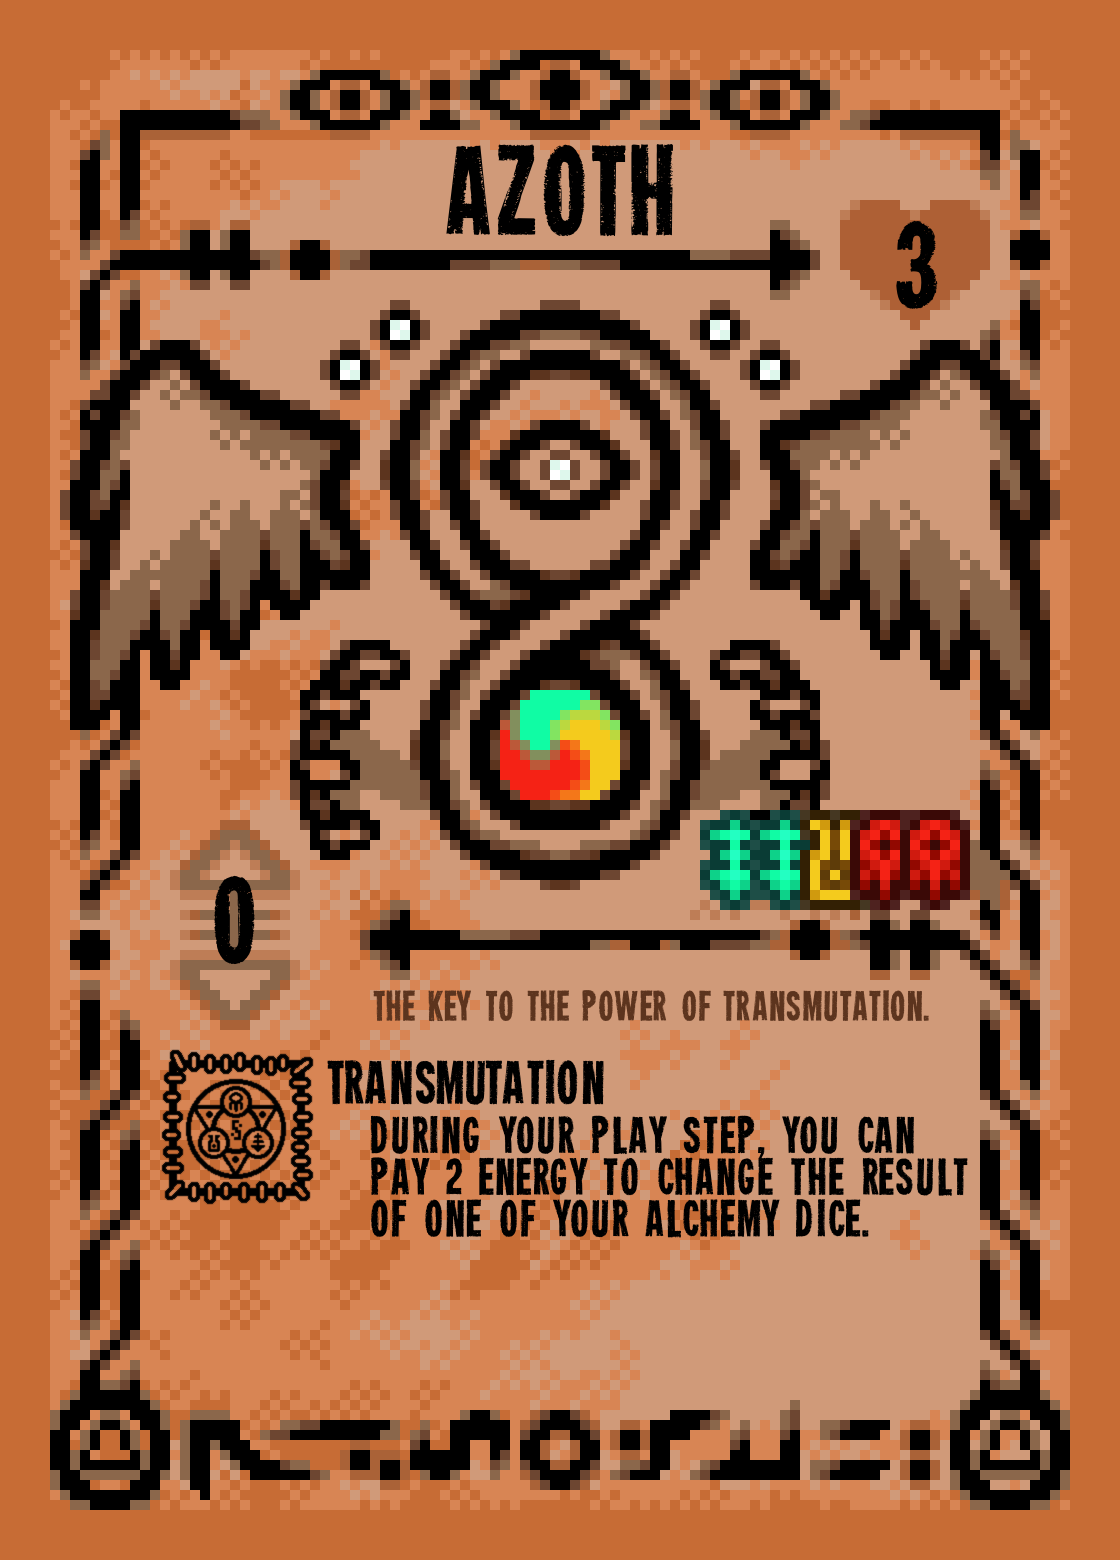 AZOTH
3
0
THE KEY TO THE POWER OF TRANSMUTATION.
TRANSMUTATION
DURING YOUR PLAY STEP, YOU CAN
PAY 2 ENERGY TO CHANGE THE RESULT
OF ONE OF YOUR ALCHEMY DICE.